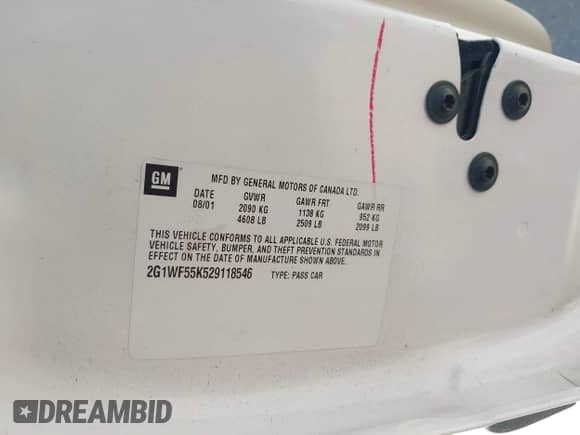 GM
MFD BY GENERAL MOTORS OF CANADA LTD.
DATE GVWR GAWR FRT GAWR RR
08/01 2090 KG 1138 KG 952 KG
4608 LB 2509 LB 2099 LB
THIS VEHICLE CONFORMS TO ALL APPLICABLE U.S. FEDERAL MOTOR
VEHICLE SAFETY, BUMPER, AND THEFT PREVENTION STANDARDS IN
EFFECT ON THE DATE OF MANUFACTURE SHOWN ABOVE.
2G1WF55K529118546 TYPE: PASS CAR
DREAMBID